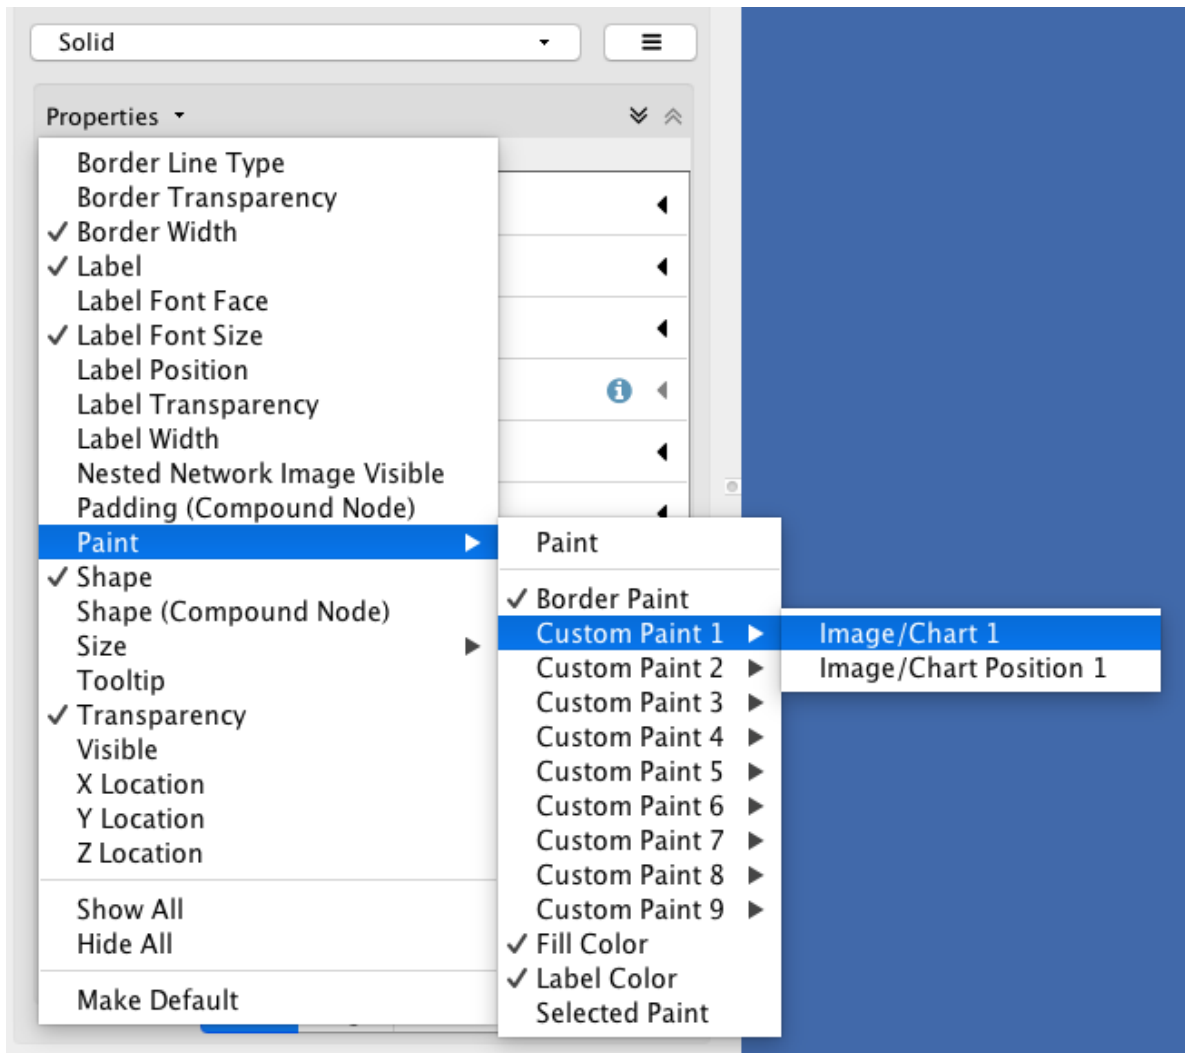 Solid
Properties
Border Line Type
Border Transparency
Border Width
Label
Label Font Face
Label Font Size
Label Position
Label Transparency
Label Width
Nested Network Image Visible
Padding (Compound Node)
Paint
Shape
Shape (Compound Node)
Size
Tooltip
Transparency
Visible
X Location
Y Location
Z Location
Show All
Hide All
Make Default
Paint
Border Paint
Custom Paint 1
Custom Paint 2
Custom Paint 3
Custom Paint 4
Custom Paint 5
Custom Paint 6
Custom Paint 7
Custom Paint 8
Custom Paint 9
Fill Color
Label Color
Selected Paint
Image/Chart 1
Image/Chart Position 1